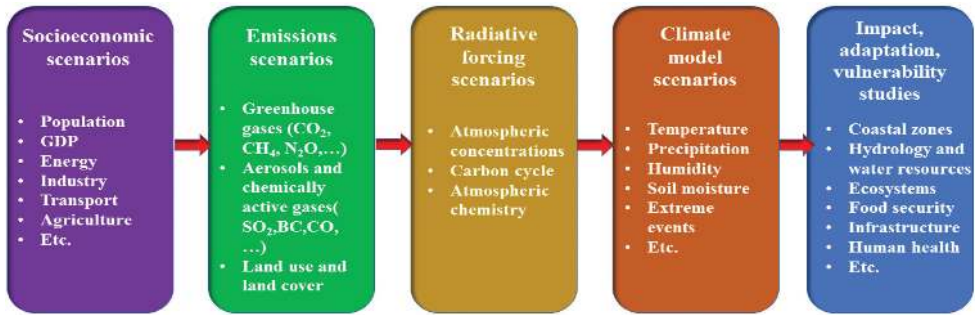 Socioeconomic
scenarios
• Population
• GDP
• Energy
• Industry
• Transport
• Agriculture
• Etc.
Emissions
scenarios
• Greenhouse
gases (CO₂,
CH₄, N₂O,…)
• Aerosols and
chemically
active gases(
SO₂,BC,CO,
…)
• Land use and
land cover
Radiative
forcing
scenarios
• Atmospheric
concentrations
• Carbon cycle
• Atmospheric
chemistry
Climate
model
scenarios
• Temperature
• Precipitation
• Humidity
• Soil moisture
• Extreme
events
• Etc.
Impact,
adaptation,
vulnerability
studies
• Coastal zones
• Hydrology and
water resources
• Ecosystems
• Food security
• Infrastructure
• Human health
• Etc.